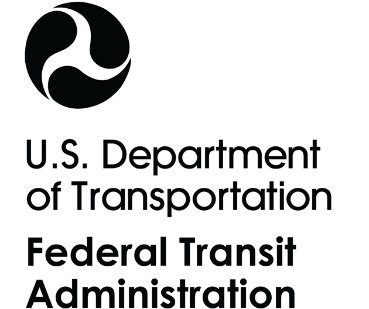 U.S. Department
of Transportation
Federal Transit
Administration